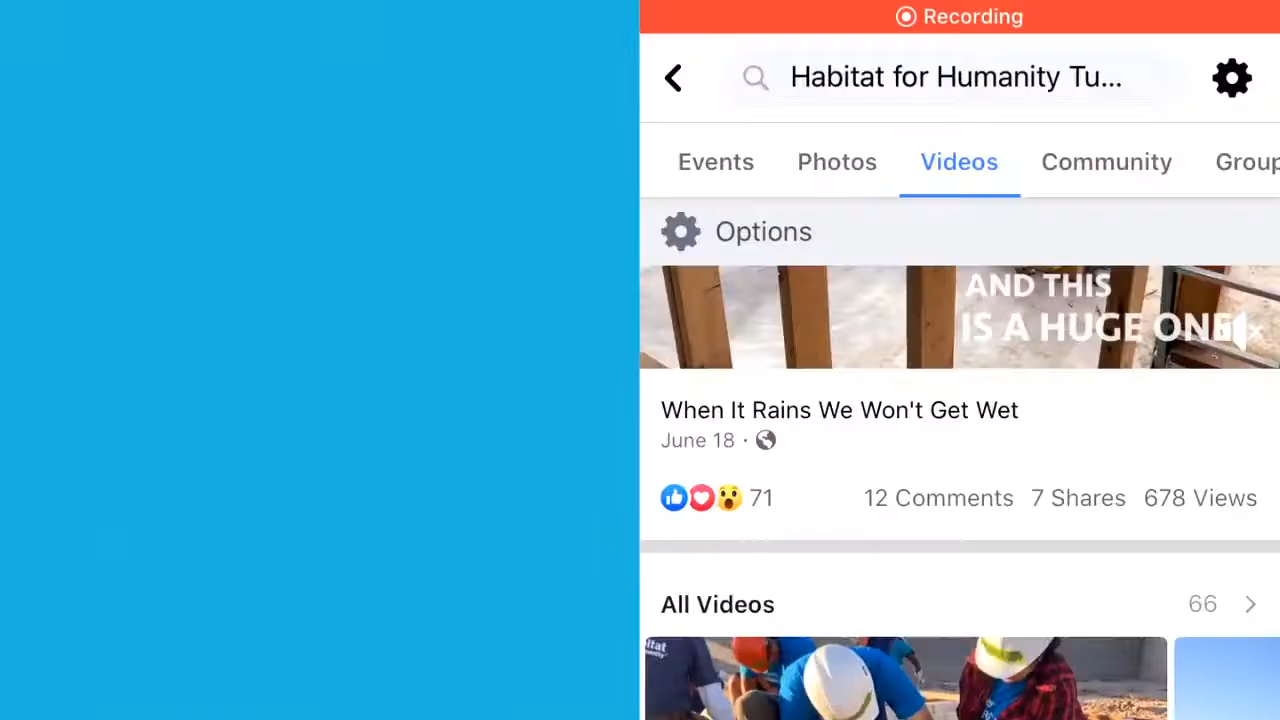 Recording
Habitat for Humanity Tu...
Events Photos Videos Community Group
Options
AND THIS
IS A HUGE ONE
When It Rains We Won't Get Wet
June 18 ·
71 12 Comments 7 Shares 678 Views
All Videos 66